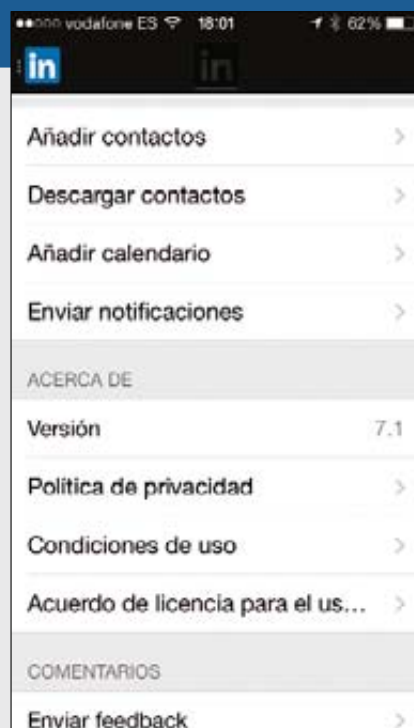 vodafone ES 18:01 62%
in in
Añadir contactos
Descargar contactos
Añadir calendario
Enviar notificaciones
ACERCA DE
Versión 7.1
Política de privacidad
Condiciones de uso
Acuerdo de licencia para el us...
COMENTARIOS
Enviar feedback